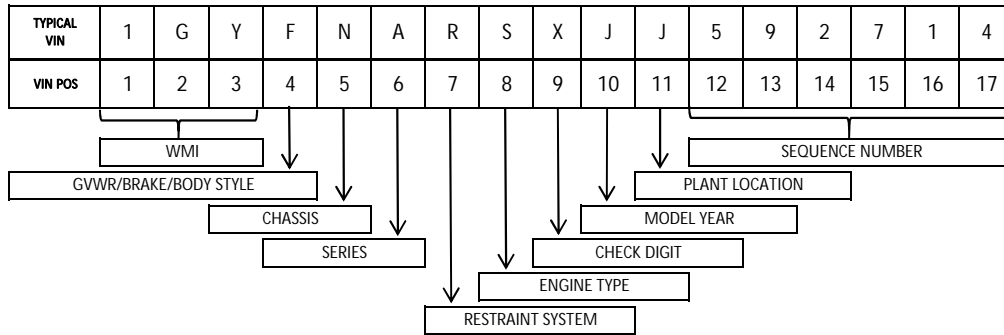 TYPICAL VIN 1 G Y F N A R S X J J 5 9 2 7 1 4
VIN POS 1 2 3 4 5 6 7 8 9 10 11 12 13 14 15 16 17
WMI SEQUENCE NUMBER
GVWR/BRAKE/BODY STYLE PLANT LOCATION
CHASSIS MODEL YEAR
SERIES CHECK DIGIT
ENGINE TYPE
RESTRAINT SYSTEM